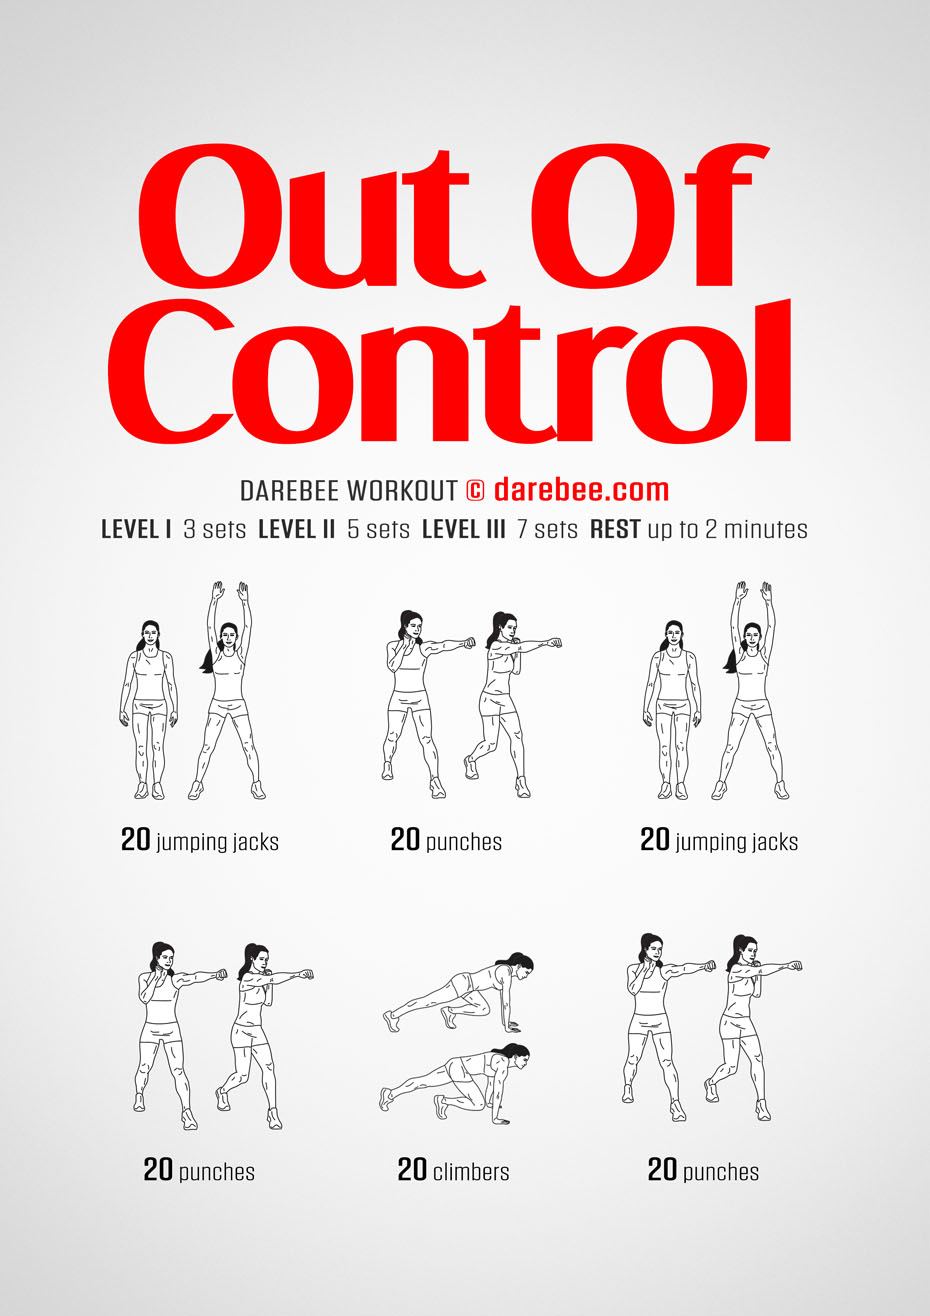 Out Of
Control
DAREBEE WORKOUT © darebee.com
LEVEL I 3 sets LEVEL II 5 sets LEVEL III 7 sets REST up to 2 minutes
20 jumping jacks
20 punches
20 jumping jacks
20 punches
20 climbers
20 punches